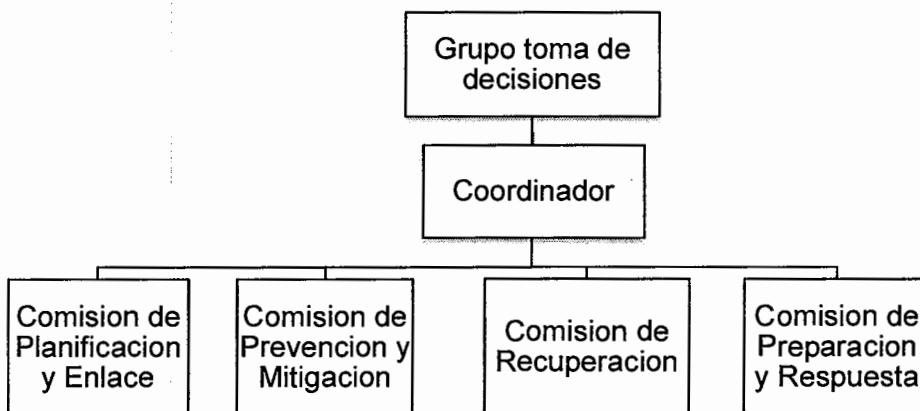 Grupo toma de
decisiones
Coordinador
Comision de
Planificacion
y Enlace
Comision de
Prevencion y
Mitigacion
Comision de
Recuperacion
Comision de
Preparacion
y Respuesta